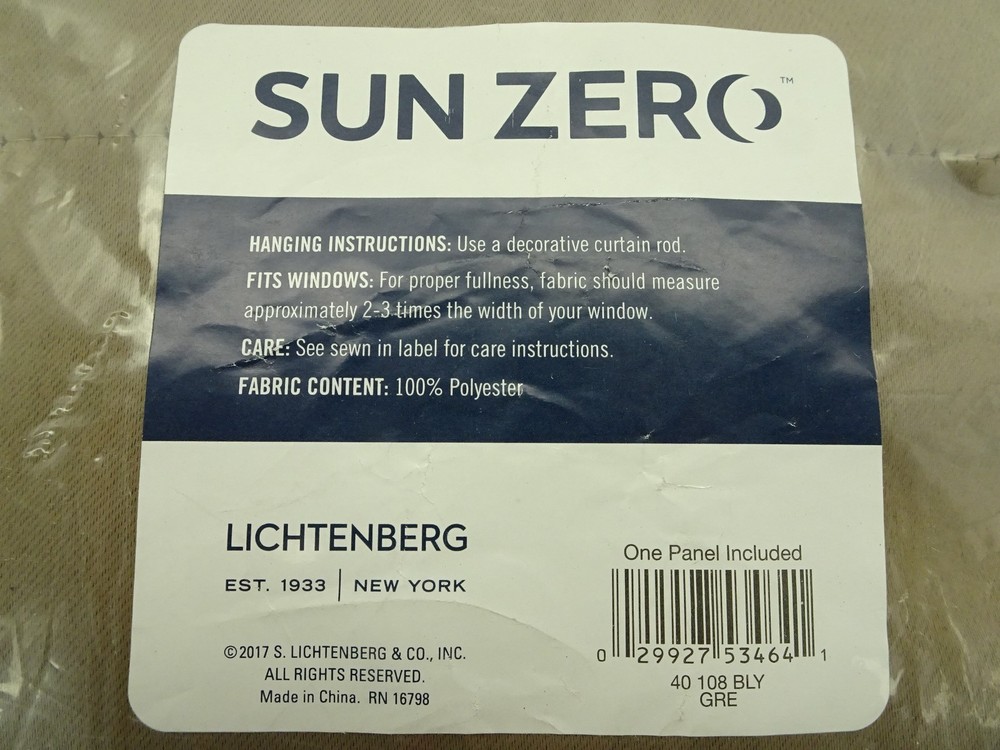 SUN ZERO™
HANGING INSTRUCTIONS: Use a decorative curtain rod.
FITS WINDOWS: For proper fullness, fabric should measure
approximately 2-3 times the width of your window.
CARE: See sewn in label for care instructions.
FABRIC CONTENT: 100% Polyester
LICHTENBERG
EST. 1933 | NEW YORK
©2017 S. LICHTENBERG & CO., INC.
ALL RIGHTS RESERVED.
Made in China. RN 16798
One Panel Included
0 29927 53464 1
40 108 BLY
GRE